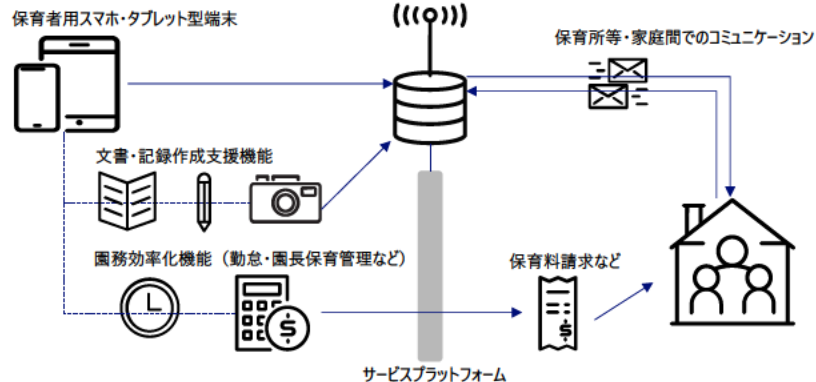 保育者用スマホ・タブレット型端末
保育所等・家庭間でのコミュニケーション
文書・記録作成支援機能
園務効率化機能（勤怠・園長保育管理など）
保育料請求など
サービスプラットフォーム